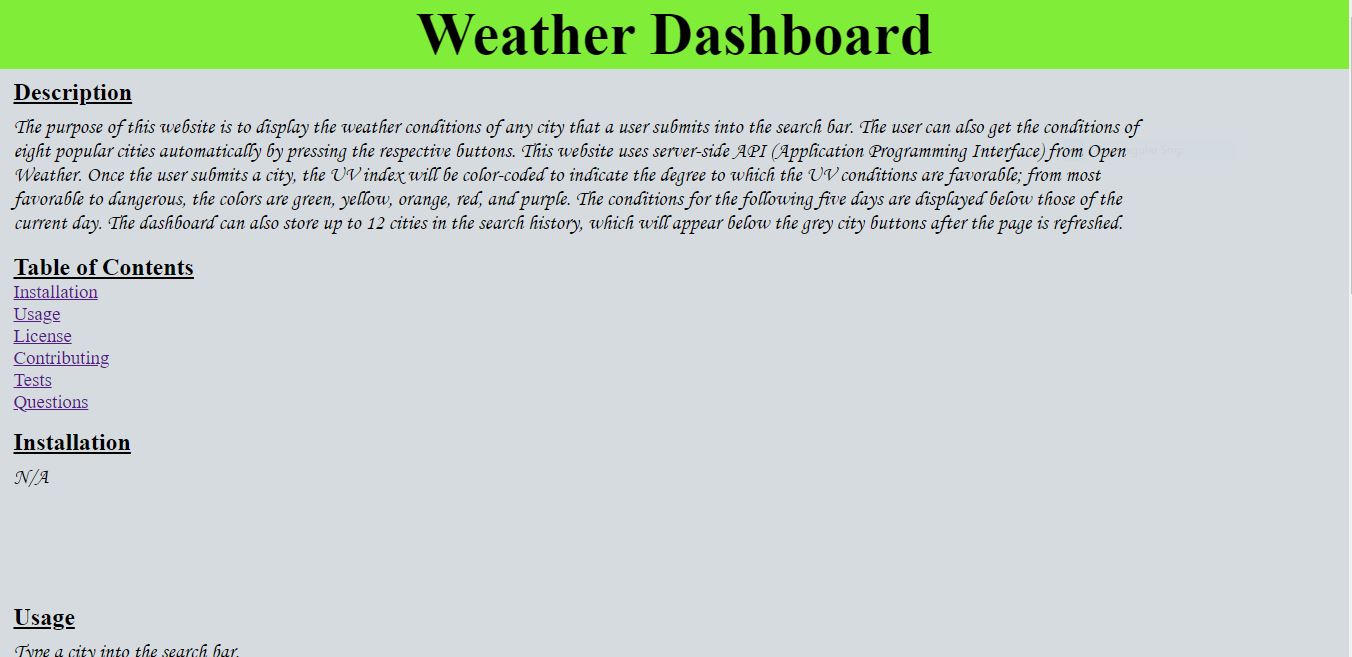 Weather Dashboard
Description
The purpose of this website is to display the weather conditions of any city that a user submits into the search bar. The user can also get the conditions of
eight popular cities automatically by pressing the respective buttons. This website uses server-side API (Application Programming Interface) from Open
Weather. Once the user submits a city, the UV index will be color-coded to indicate the degree to which the UV conditions are favorable; from most
favorable to dangerous, the colors are green, yellow, orange, red, and purple. The conditions for the following five days are displayed below those of the
current day. The dashboard can also store up to 12 cities in the search history, which will appear below the grey city buttons after the page is refreshed.
Table of Contents
Installation
Usage
License
Contributing
Tests
Questions
Installation
N/A
Usage
Type a city into the search bar.